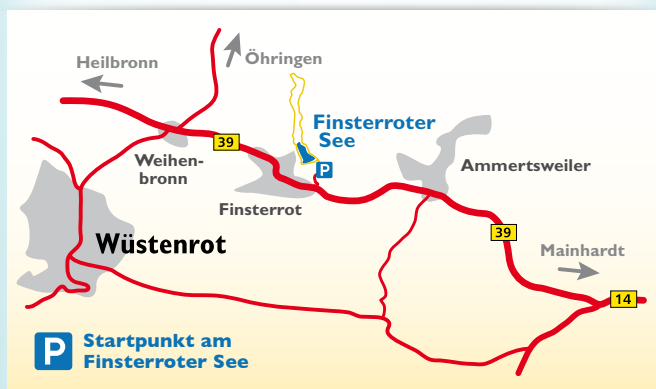 Heilbronn
Öhringen
39
Finsterroter
See
P
Weihen-
bronn
Ammertsweiler
Finsterrot
Wüstenrot
39
Mainhardt
14
P
Startpunkt am
Finsterroter See